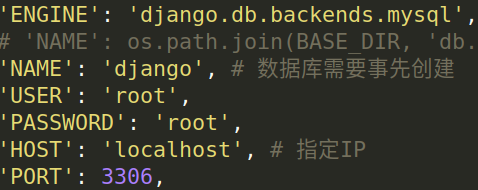 'ENGINE': 'django.db.backends.mysql',
# 'NAME': os.path.join(BASE_DIR, 'db.
'NAME': 'django', # 数据库需要事先创建
'USER': 'root',
'PASSWORD': 'root',
'HOST': 'localhost', # 指定IP
'PORT': 3306,